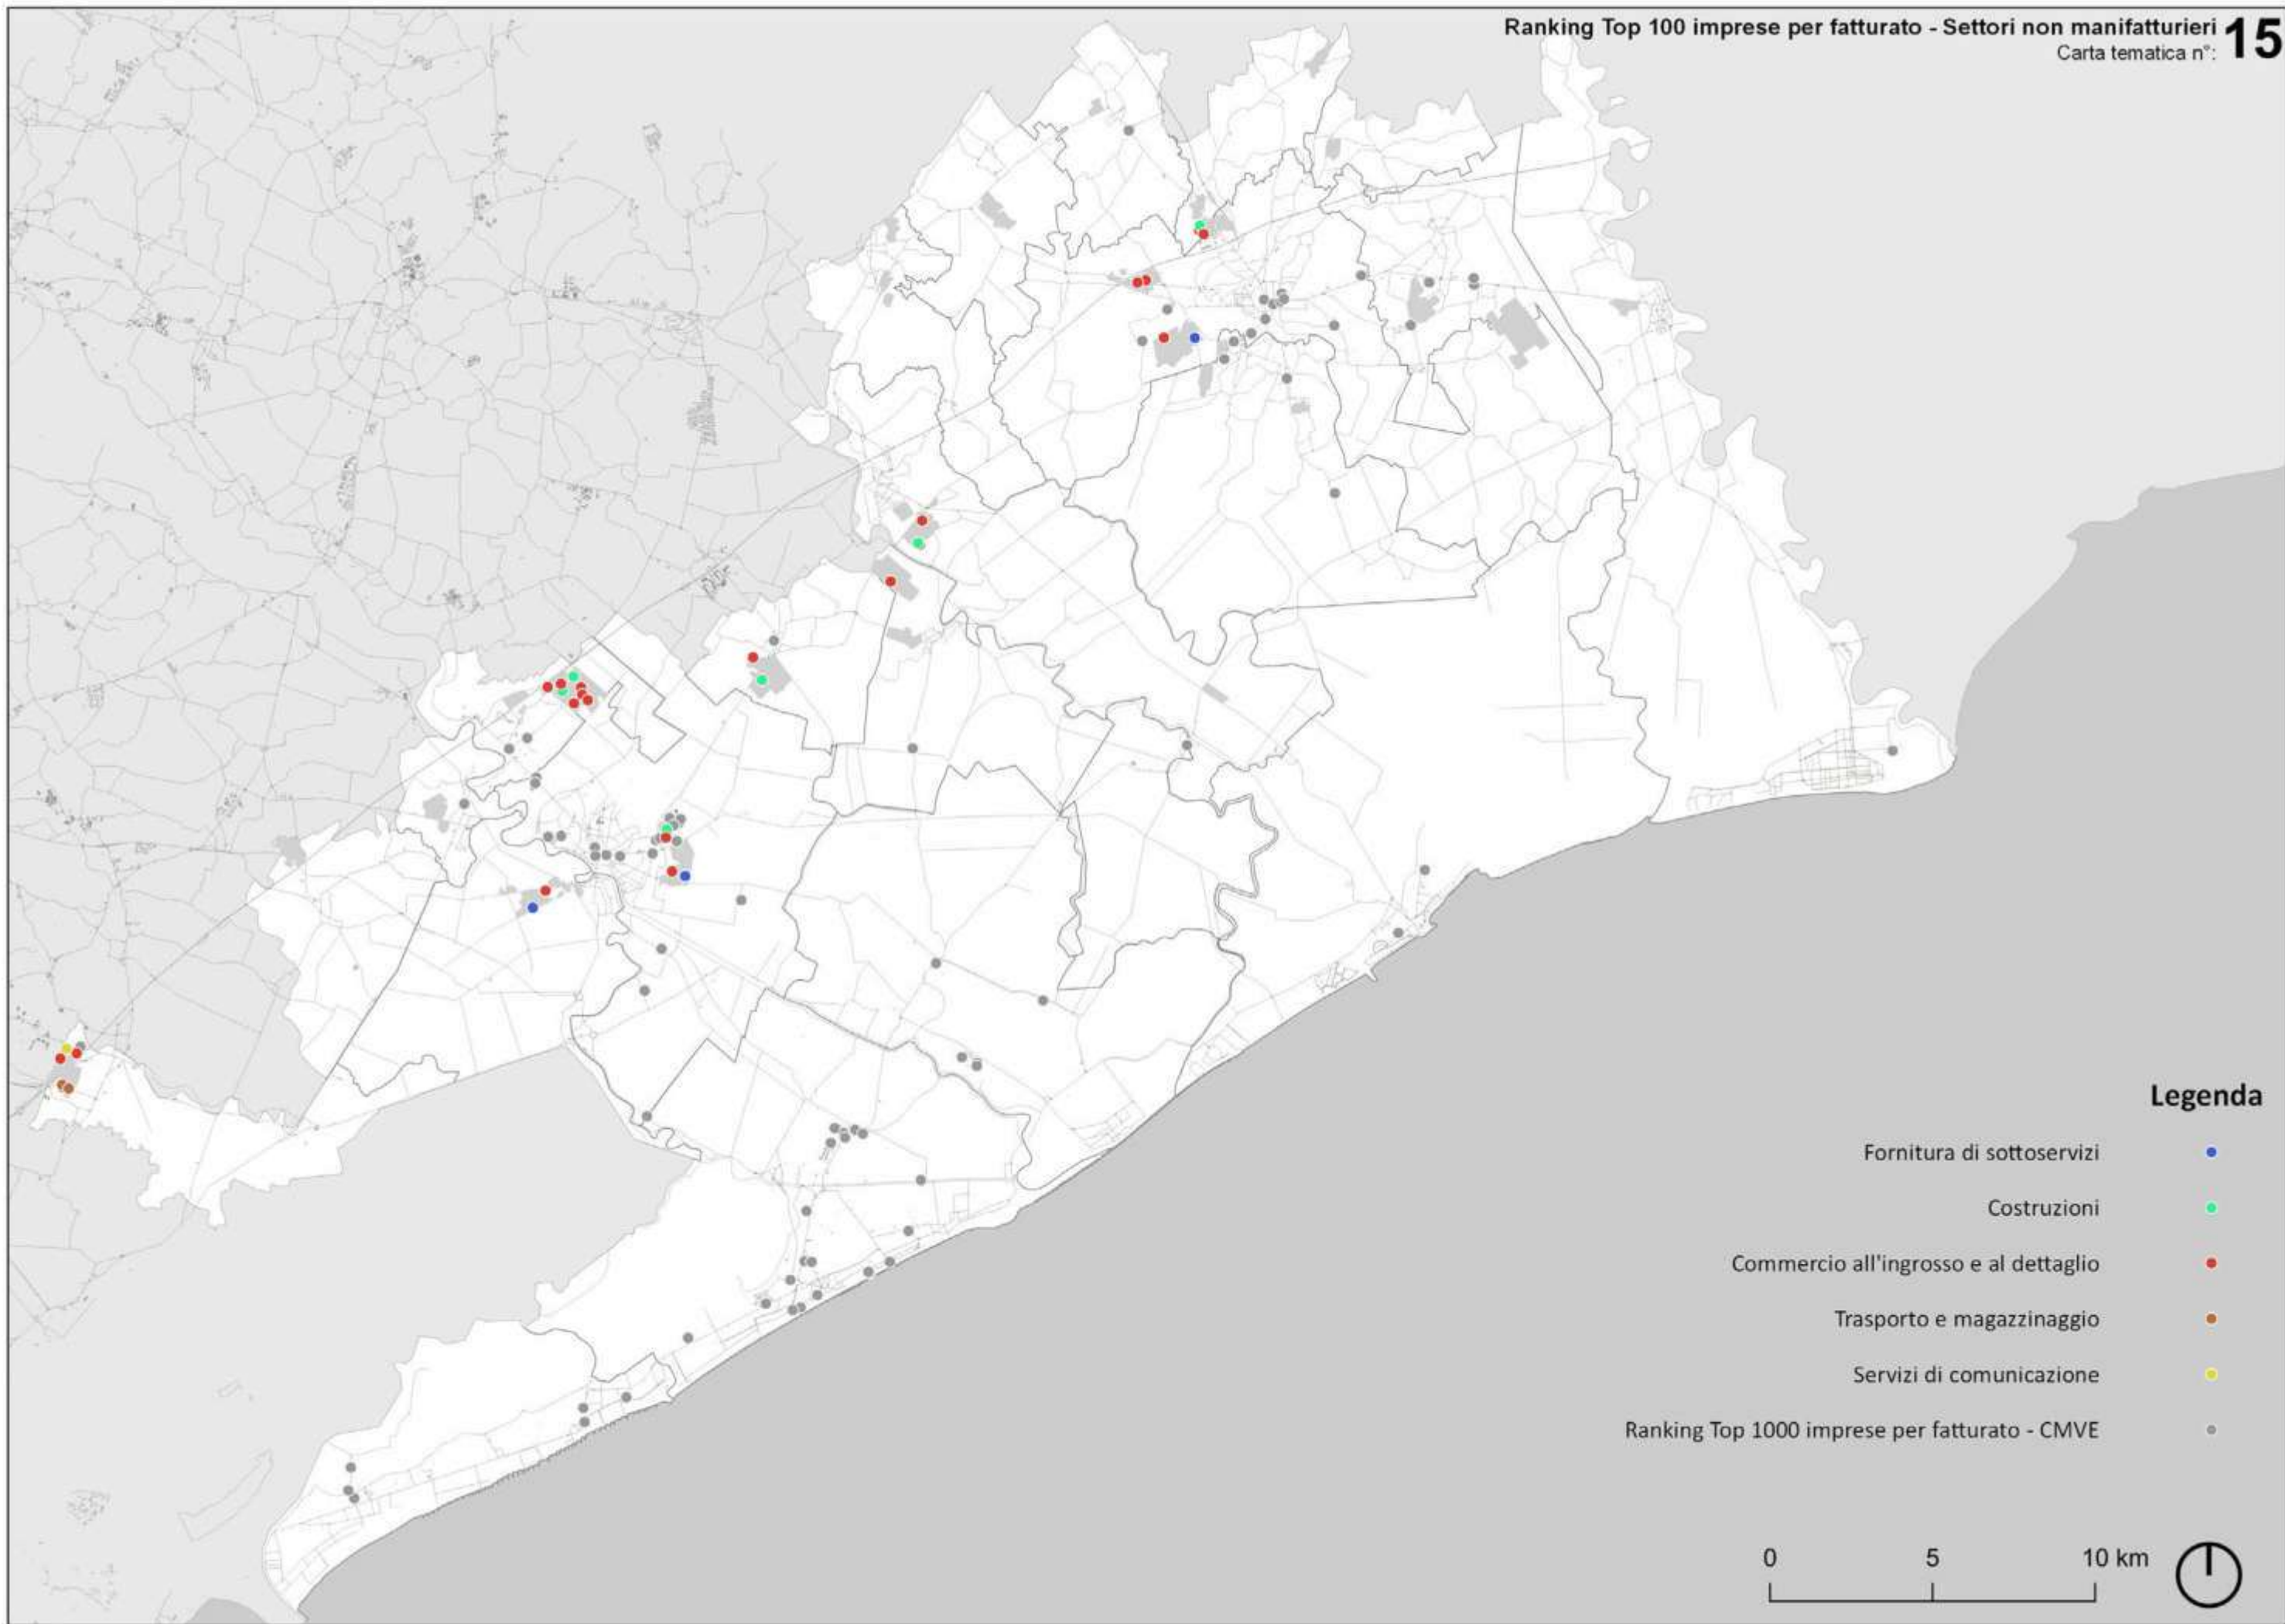 Ranking Top 100 imprese per fatturato - Settori non manifatturieri
Carta tematica n°:
15
Legenda
Fornitura di sottoservizi
Costruzioni
Commercio all'ingrosso e al dettaglio
Trasporto e magazzinaggio
Servizi di comunicazione
Ranking Top 1000 imprese per fatturato - CMVE
0 5 10 km